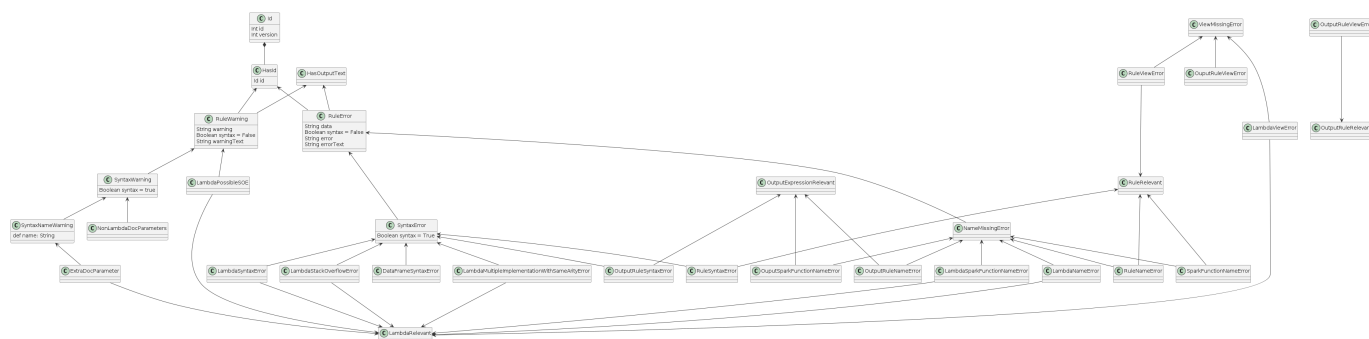 C Id
Int id
Int version
C ViewMissingError
C OutputRuleViewErr
C HasId
Id id
C HasOutputText
C RuleViewError
C OuputRuleViewError
C RuleWarning
String warning
Boolean syntax = False
String warningText
C RuleError
String data
Boolean syntax = False
String error
String errorText
C LambdaViewError
C OutputRuleRelevan
C SyntaxWarning
Boolean syntax = true
C LambdaPossibleSOE
C OutputExpressionRelevant
C RuleRelevant
C SyntaxNameWarning
def name: String
C NonLambdaDocParameters
C SyntaxError
Boolean syntax = True
C NameMissingError
C ExtraDocParameter
C LambdaSyntaxError
C LambdaStackOverflowError
C DataFrameSyntaxError
C LambdaMultipleImplementationWithSameArityError
C OutputRuleSyntaxError
C RuleSyntaxError
C OuputSparkFunctionNameError
C OutputRuleNameError
C LambdaSparkFunctionNameError
C LambdaNameError
C RuleNameError
C SparkFunctionNameError
C LambdaRelevant